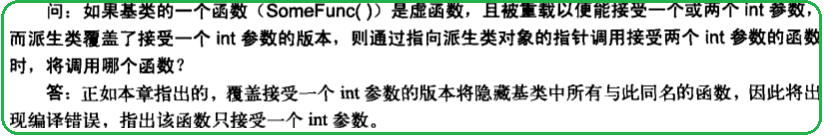 问：如果基类的一个函数（SomeFunc( )）是虚函数，且被重载以便能接受一个或两个 int 参数，
而派生类覆盖了接受一个 int 参数的版本，则通过指向派生类对象的指针调用接受两个 int 参数的函数
时，将调用哪个函数？
答：正如本章指出的，覆盖接受一个 int 参数的版本将隐藏基类中所有与此同名的函数，因此将出
现编译错误，指出该函数只接受一个 int 参数。